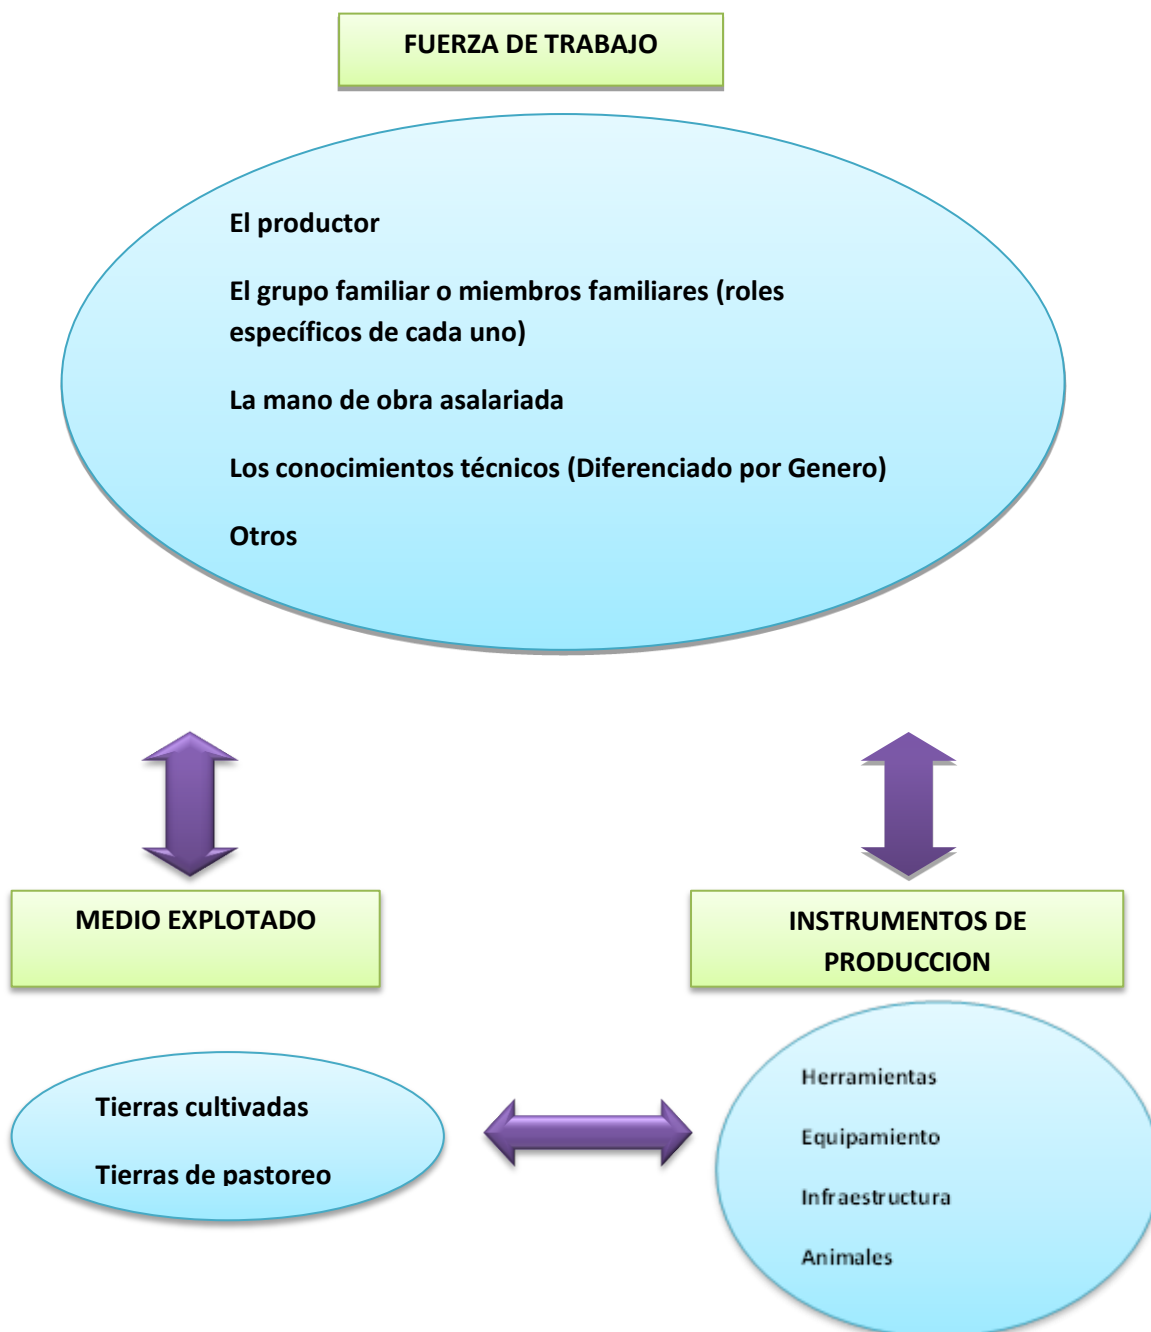 FUERZA DE TRABAJO
El productor
El grupo familiar o miembros familiares (roles
específicos de cada uno)
La mano de obra asalariada
Los conocimientos técnicos (Diferenciado por Genero)
Otros
MEDIO EXPLOTADO
INSTRUMENTOS DE
PRODUCCION
Tierras cultivadas
Tierras de pastoreo
Herramientas
Equipamiento
Infraestructura
Animales